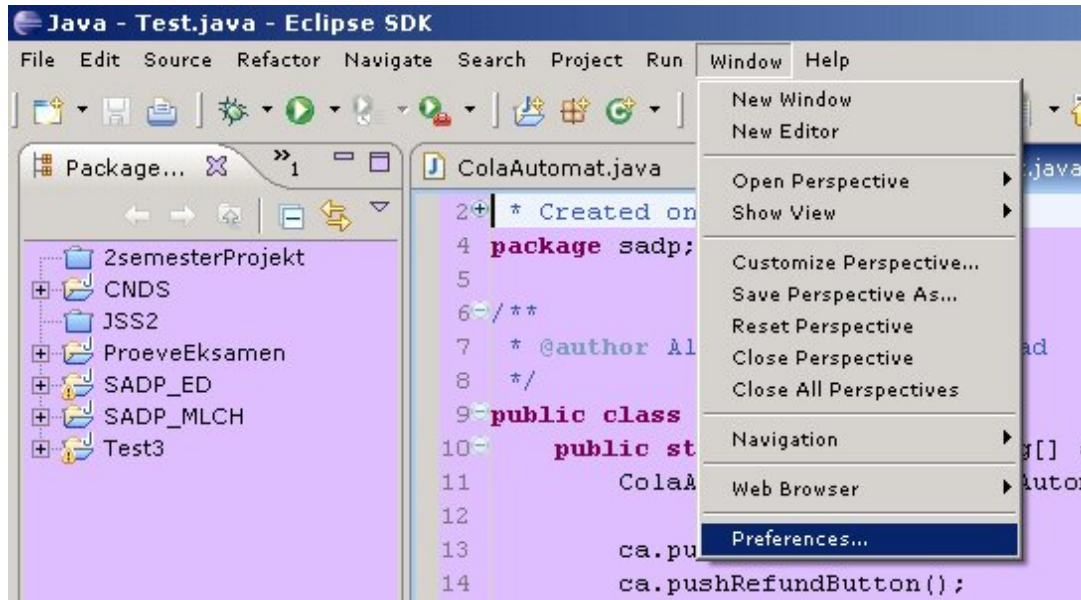 Java - Test.java - Eclipse SDK
File Edit Source Refactor Navigate Search Project Run Window Help
Package... »1
ColaAutomat.java
.java
2semesterProjekt
CNDS
JSS2
ProeveEksamen
SADP_ED
SADP_MLCH
Test3
2 * Created on
4 package sadp;
5
6 /**
7 * @author Al ad
8 */
9 public class
10 public st g[]
11 ColaA Auto
12
13 ca.pu
14 ca.pushRefundButton();
New Window
New Editor
Open Perspective
Show View
Customize Perspective...
Save Perspective As...
Reset Perspective
Close Perspective
Close All Perspectives
Navigation
Web Browser
Preferences...